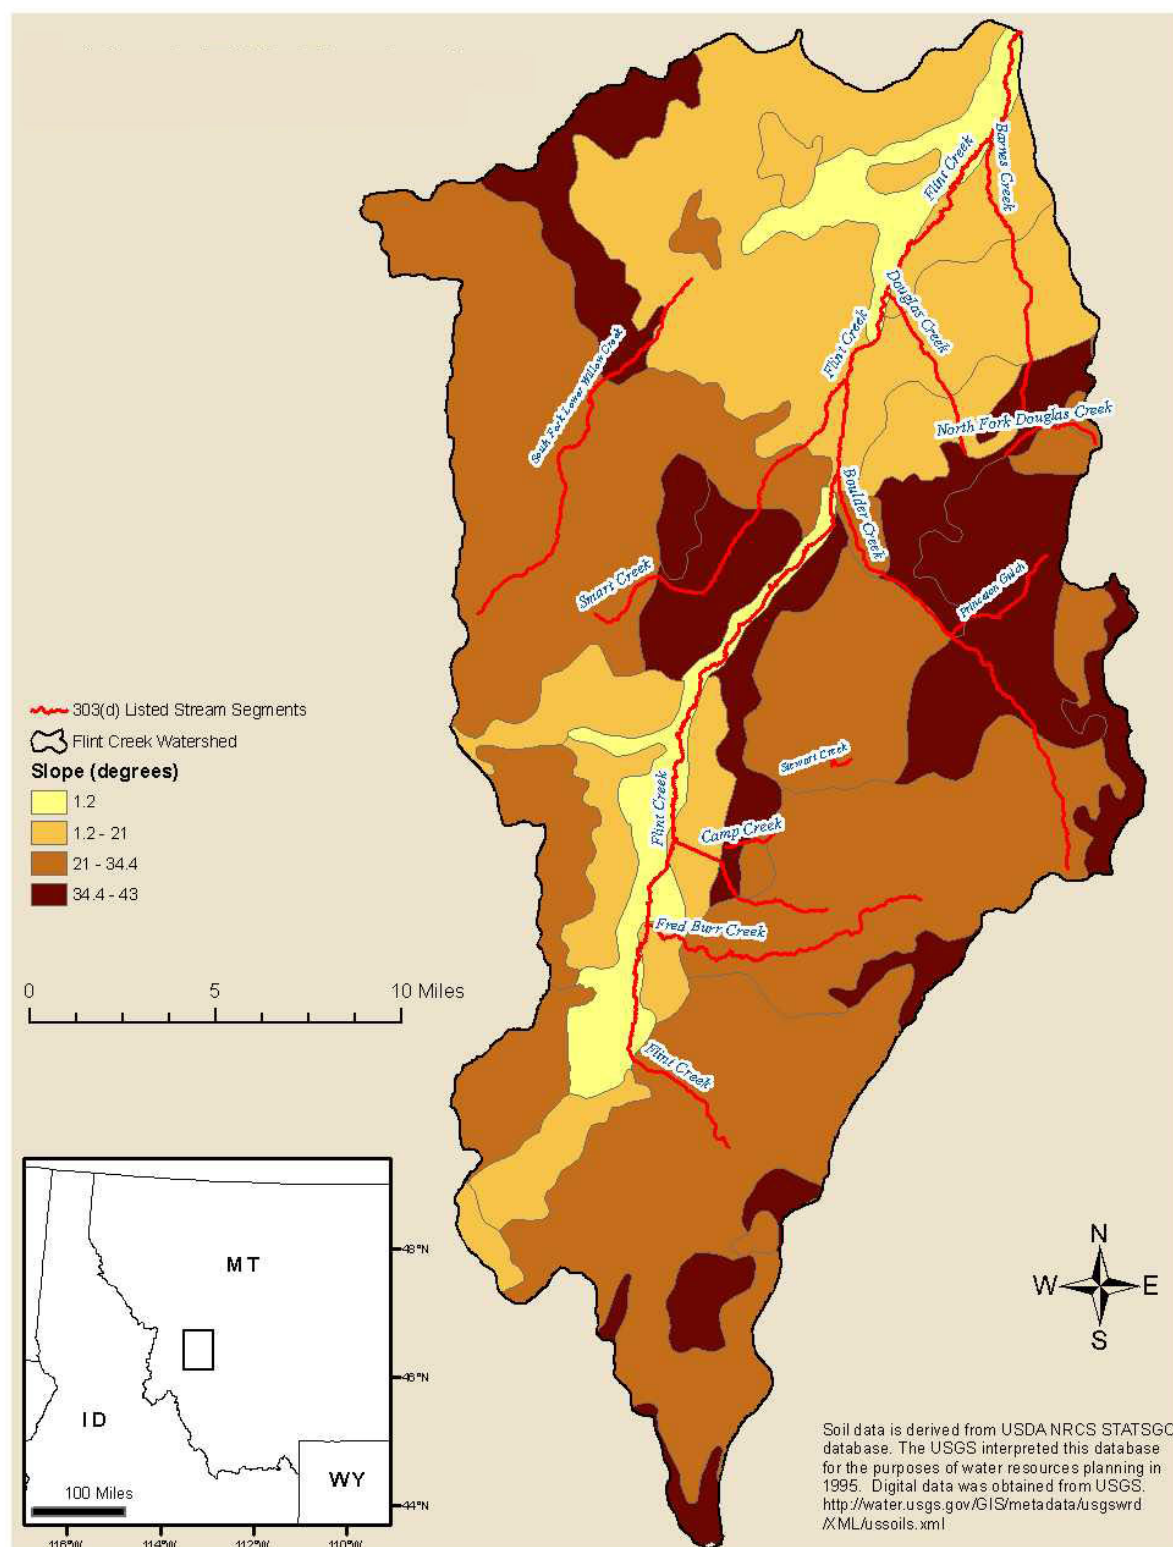 Flint Creek
Barnes Creek
Douglas Creek
Flint Creek
South Fork Lower Willow Creek
North Fork Douglas Creek
Boulder Creek
Smart Creek
Princeton Gulch
303(d) Listed Stream Segments
Flint Creek Watershed
Slope (degrees)
1.2
1.2 - 21
21 - 34.4
34.4 - 43
Stewart Creek
Flint Creek
Camp Creek
Fred Burr Creek
0 5 10 Miles
Flint Creek
MT
ID
WY
100 Miles
48°N
46°N
44°N
116°W 114°W 112°W 110°W
N
W E
S
Soil data is derived from USDA NRCS STATSGO
database. The USGS interpreted this database
for the purposes of water resources planning in
1995. Digital data was obtained from USGS.
http://water.usgs.gov/GIS/metadata/usgswrd
/XML/ussoils.xml